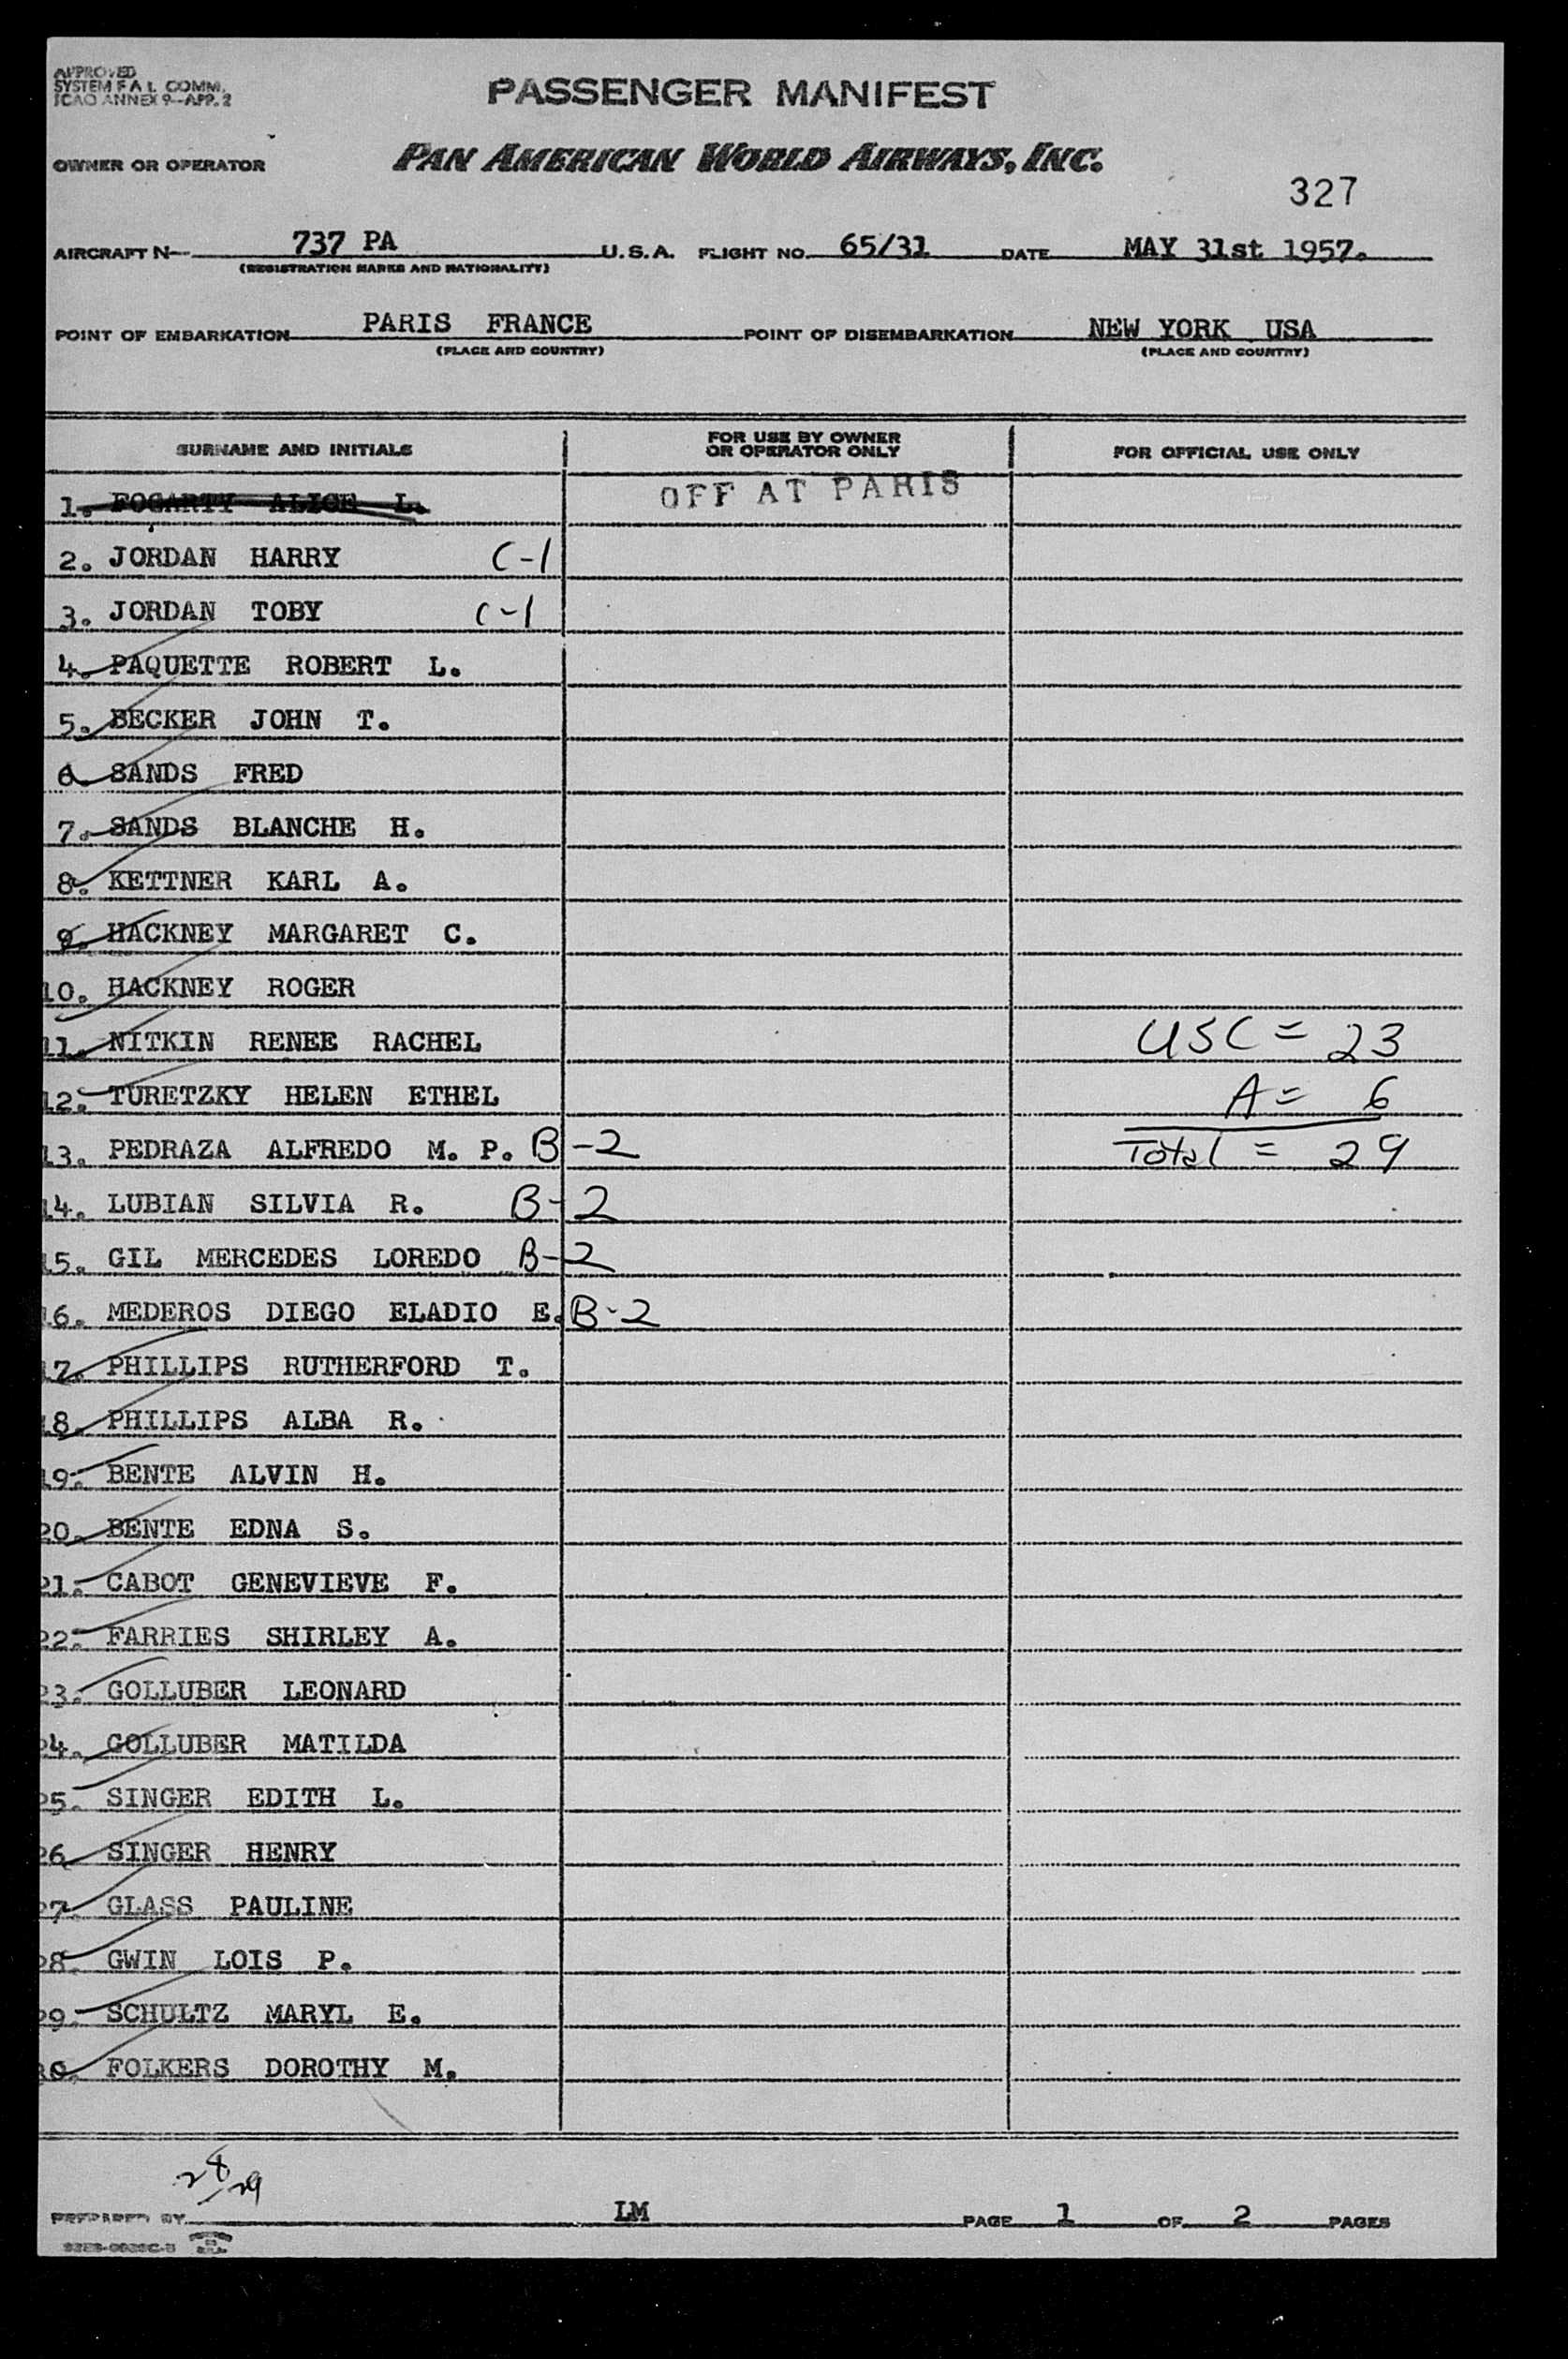 APPROVED
SYSTEM F A L COMM.
ICAO ANNEX 9-APP. 2
PASSENGER MANIFEST
OWNER OR OPERATOR PAN AMERICAN WORLD AIRWAYS, INC.
327
AIRCRAFT N- 737 PA U.S.A. FLIGHT NO. 65/31 DATE MAY 31st 1957.
(REGISTRATION MARKS AND NATIONALITY)
POINT OF EMBARKATION PARIS FRANCE POINT OF DISEMBARKATION NEW YORK USA
(PLACE AND COUNTRY) (PLACE AND COUNTRY)
SURNAME AND INITIALS FOR USE BY OWNER OR OPERATOR ONLY FOR OFFICIAL USE ONLY
1. FOGARTY ALICE L. OFF AT PARIS
2. JORDAN HARRY C-1
3. JORDAN TOBY C-1
4. PAQUETTE ROBERT L.
5. BECKER JOHN T.
6. SANDS FRED
7. SANDS BLANCHE H.
8. KETTNER KARL A.
9. HACKNEY MARGARET C.
10. HACKNEY ROGER
11. NITKIN RENEE RACHEL USC = 23
12. TURETZKY HELEN ETHEL A = 6
13. PEDRAZA ALFREDO M. P. B-2 Total = 29
14. LUBIAN SILVIA R. B-2
15. GIL MERCEDES LOREDO B-2
16. MEDEROS DIEGO ELADIO E. B-2
17. PHILLIPS RUTHERFORD T.
18. PHILLIPS ALBA R.
19. BENTE ALVIN H.
20. BENTE EDNA S.
21. CABOT GENEVIEVE F.
22. FARRIES SHIRLEY A.
23. GOLLUBER LEONARD
24. GOLLUBER MATILDA
25. SINGER EDITH L.
26. SINGER HENRY
27. GLASS PAULINE
28. GWIN LOIS P.
29. SCHULTZ MARYL E.
30. FOLKERS DOROTHY M.
28/29
PREPARED BY LM PAGE 1 OF 2 PAGES